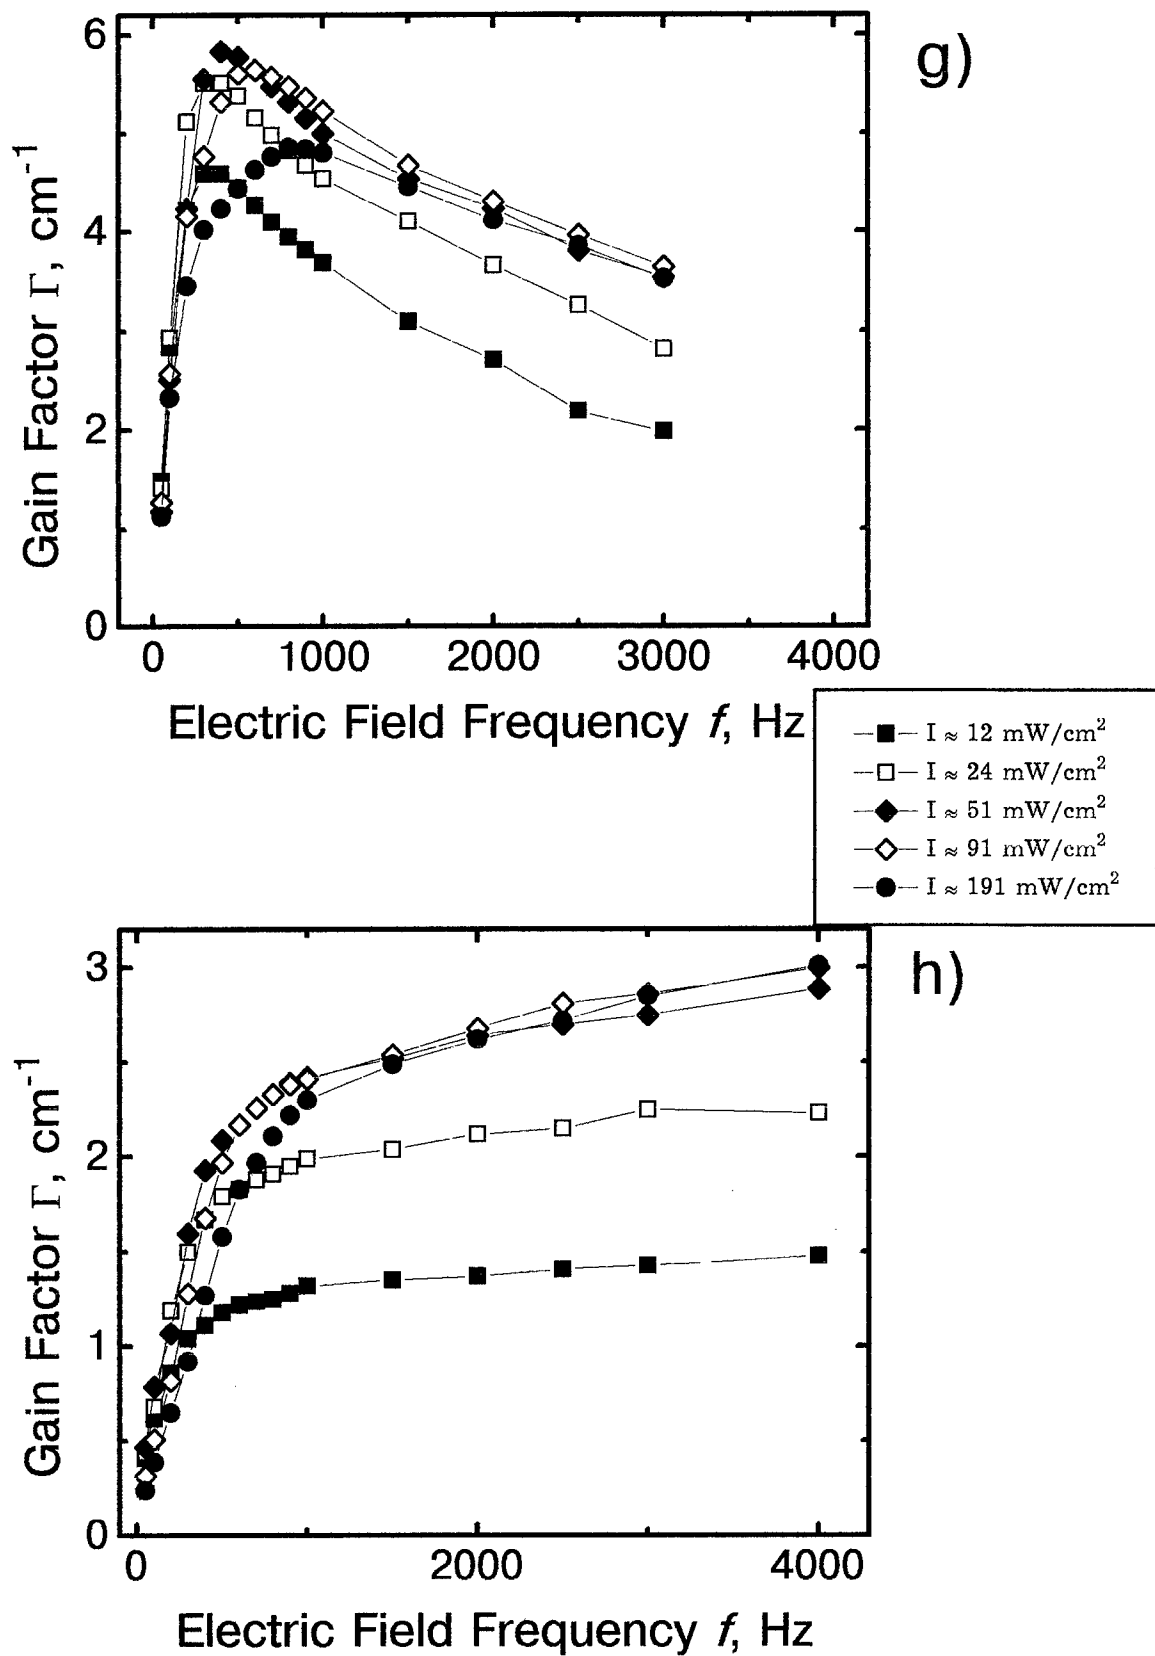 g)
6
4
2
0
Gain Factor Γ, cm⁻¹
0 1000 2000 3000 4000
Electric Field Frequency f, Hz
I ≈ 12 mW/cm²
I ≈ 24 mW/cm²
I ≈ 51 mW/cm²
I ≈ 91 mW/cm²
I ≈ 191 mW/cm²
h)
3
2
1
0
Gain Factor Γ, cm⁻¹
0 2000 4000
Electric Field Frequency f, Hz